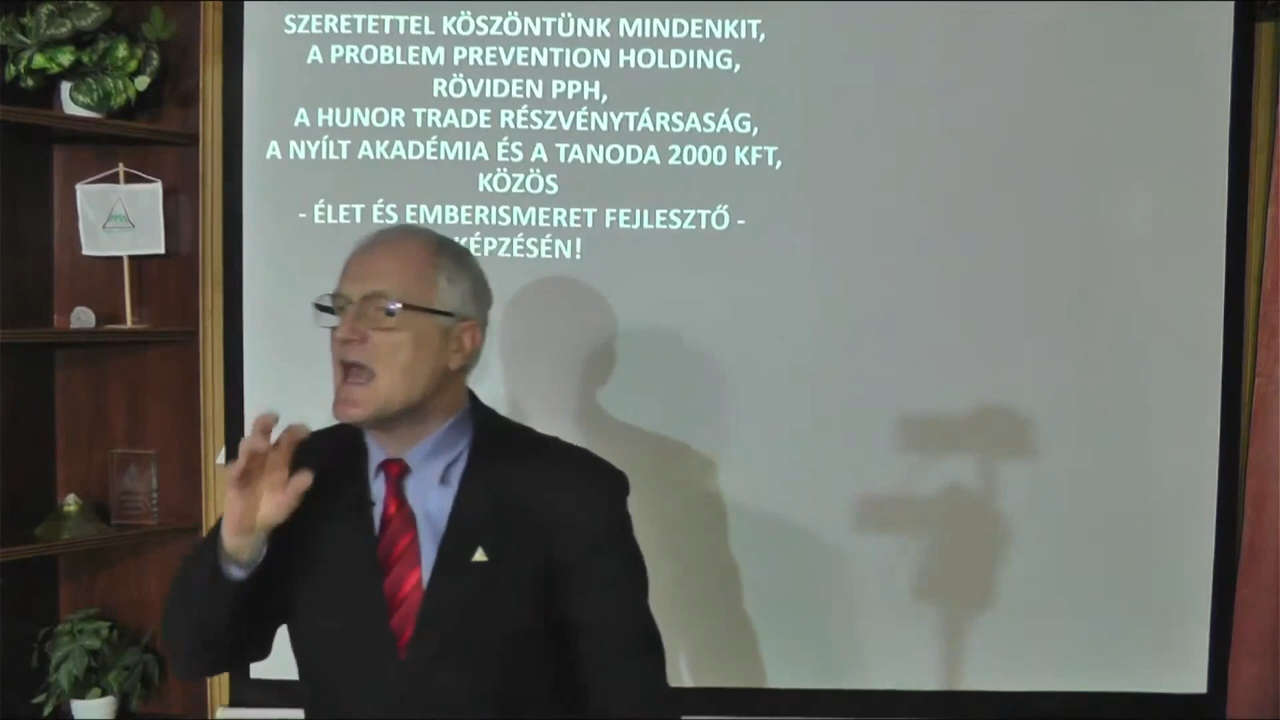 SZERETETTEL KÖSZÖNTÜNK MINDENKIT,
A PROBLEM PREVENTION HOLDING,
RÖVIDEN PPH,
A HUNOR TRADE RÉSZVÉNYTÁRSASÁG,
A NYÍLT AKADÉMIA ÉS A TANODA 2000 KFT,
KÖZÖS
- ÉLET ÉS EMBERISMERET FEJLESZTŐ -
KÉPZÉSÉN!